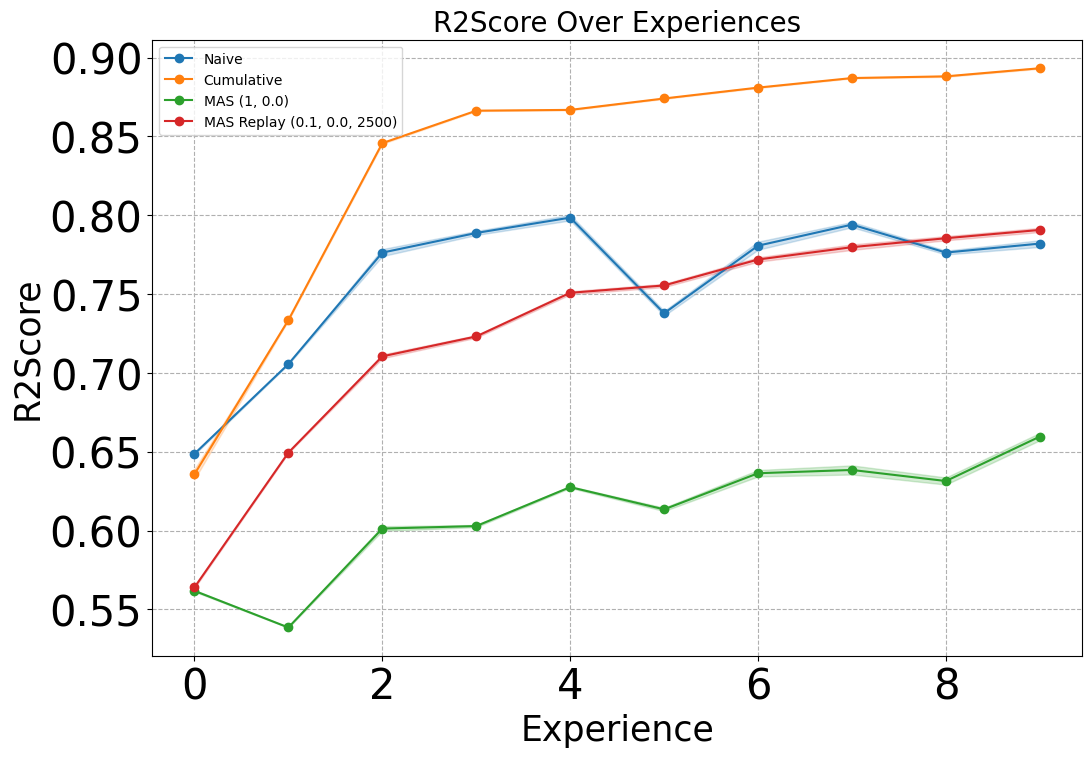 R2Score Over Experiences
Naive
Cumulative
MAS (1, 0.0)
MAS Replay (0.1, 0.0, 2500)
R2Score
0.90
0.85
0.80
0.75
0.70
0.65
0.60
0.55
0 2 4 6 8
Experience